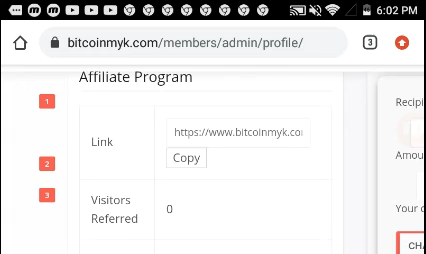 6:02 PM
bitcoinmyk.com/members/admin/profile/
3
Affiliate Program
1
Link
https://www.bitcoinmyk.co
Copy
2
3
Visitors
Referred
0
Recipi
Amou
Your c
CHA